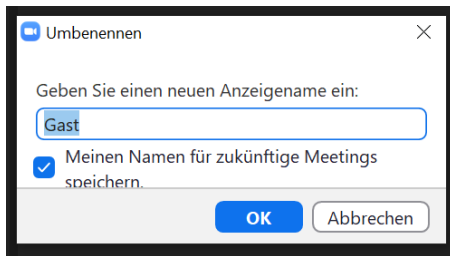 Umbenennen
Geben Sie einen neuen Anzeigename ein:
Gast
Meinen Namen für zukünftige Meetings
speichern.
OK
Abbrechen